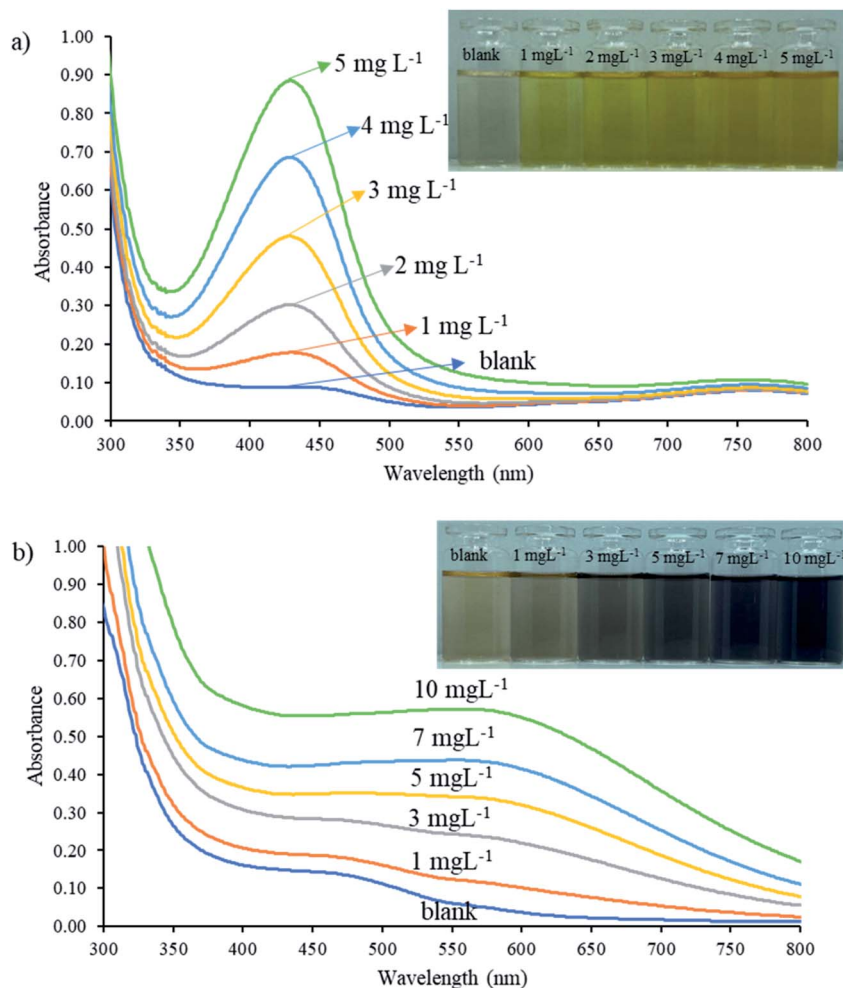 a)
blank 1 mgL⁻¹ 2 mgL⁻¹ 3 mgL⁻¹ 4 mgL⁻¹ 5 mgL⁻¹
1.00
0.90
0.80
0.70
0.60
0.50
0.40
0.30
0.20
0.10
0.00
Absorbance
5 mg L⁻¹
4 mg L⁻¹
3 mg L⁻¹
2 mg L⁻¹
1 mg L⁻¹
blank
300 350 400 450 500 550 600 650 700 750 800
Wavelength (nm)
b)
blank 1 mgL⁻¹ 3 mgL⁻¹ 5 mgL⁻¹ 7 mgL⁻¹ 10 mgL⁻¹
1.00
0.90
0.80
0.70
0.60
0.50
0.40
0.30
0.20
0.10
0.00
Absorbance
10 mgL⁻¹
7 mgL⁻¹
5 mgL⁻¹
3 mgL⁻¹
1 mgL⁻¹
blank
300 350 400 450 500 550 600 650 700 750 800
Wavelength (nm)